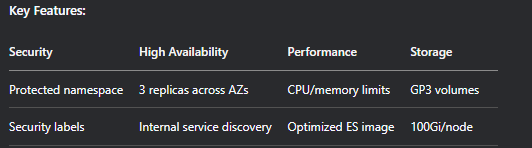 Key Features:
Security High Availability Performance Storage
Protected namespace 3 replicas across AZs CPU/memory limits GP3 volumes
Security labels Internal service discovery Optimized ES image 100Gi/node